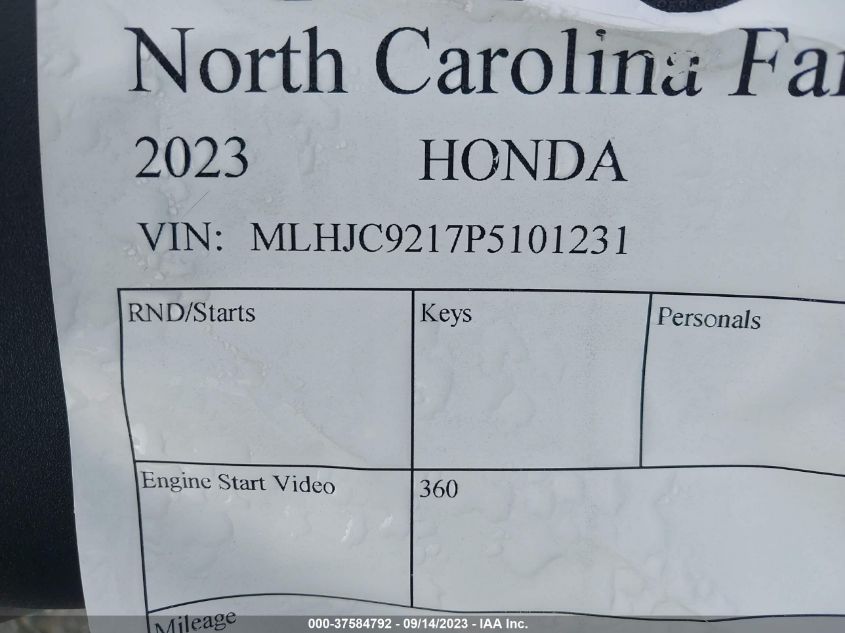 North Carolina Far
2023 HONDA
VIN: MLHJC9217P5101231
RND/Starts Keys Personals
Engine Start Video 360
Mileage
000-37584792 - 09/14/2023 - IAA Inc.